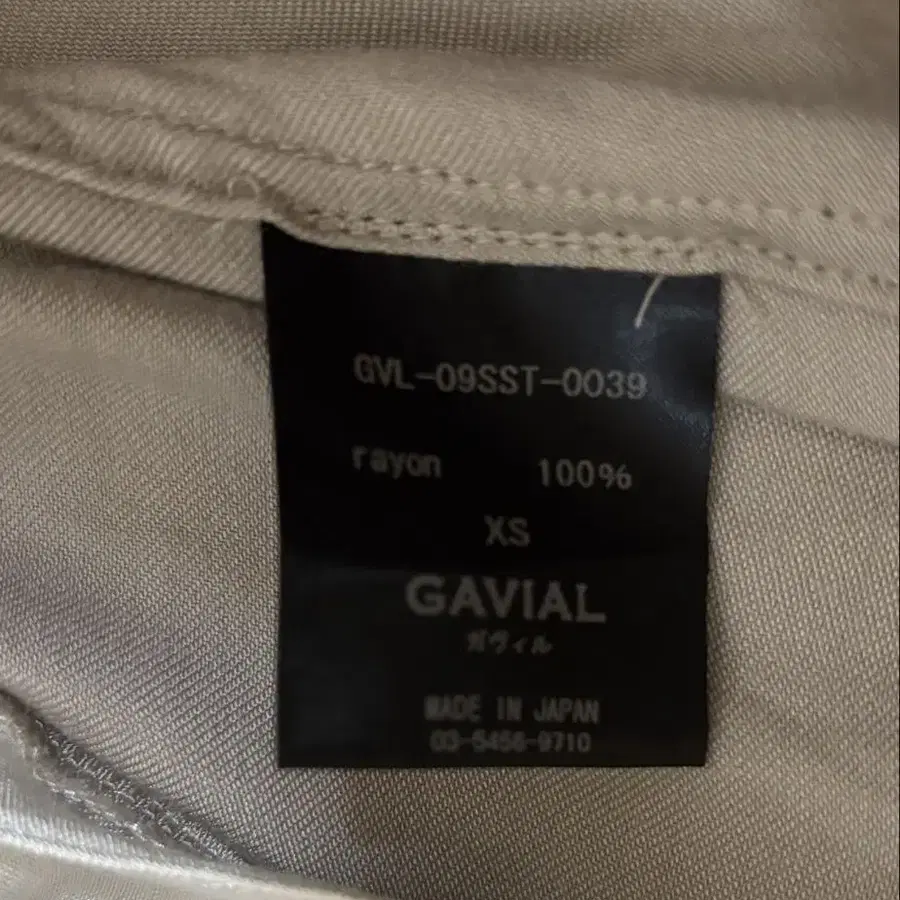 GVL-09SST-0039
rayon 100%
XS
GAVIAL
ガヴィル
MADE IN JAPAN
03-5456-9710